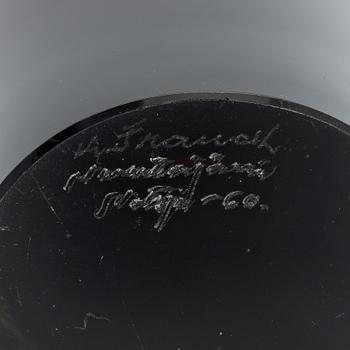 K. Franck
Nuutajärvi
Notsjö -60.